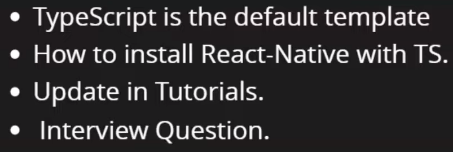 • TypeScript is the default template
• How to install React-Native with TS.
• Update in Tutorials.
• Interview Question.